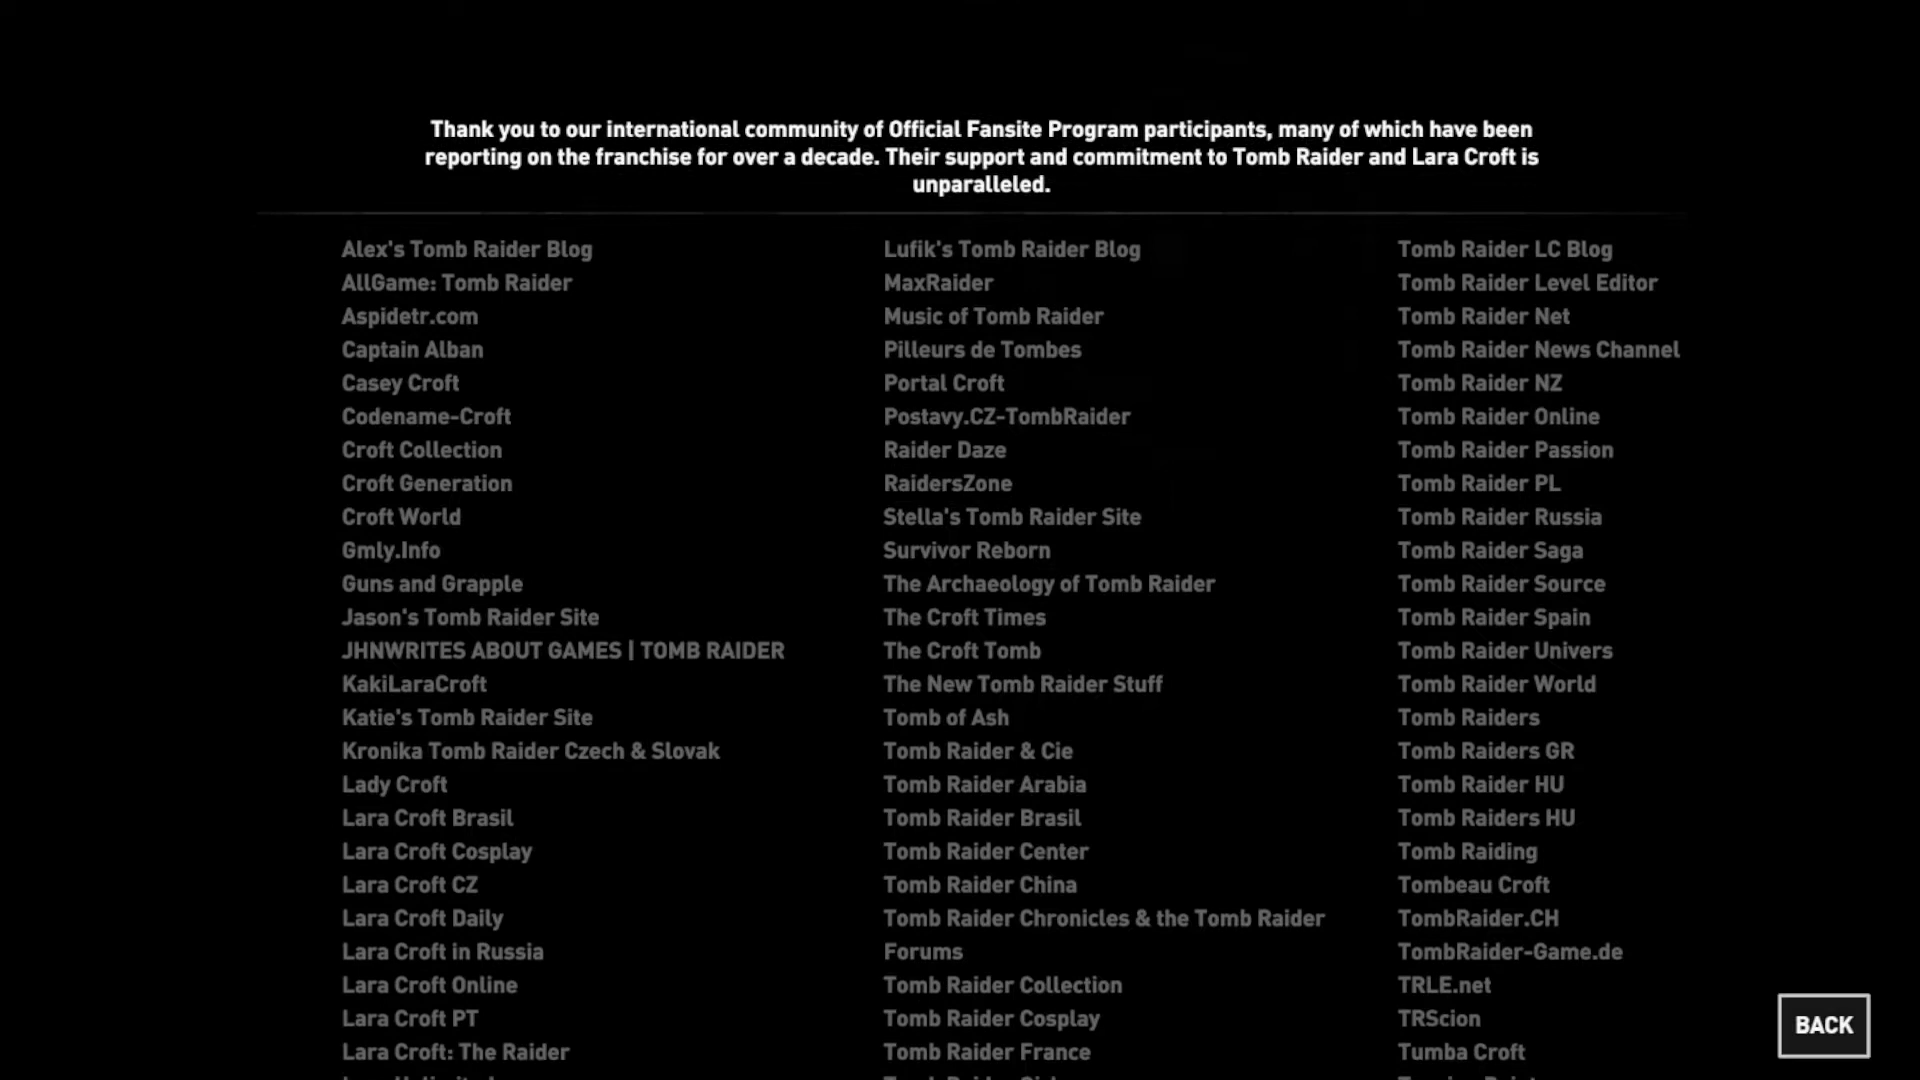 Thank you to our international community of Official Fansite Program participants, many of which have been
reporting on the franchise for over a decade. Their support and commitment to Tomb Raider and Lara Croft is
unparalleled.
Alex's Tomb Raider Blog
AllGame: Tomb Raider
Aspidetr.com
Captain Alban
Casey Croft
Codename-Croft
Croft Collection
Croft Generation
Croft World
Gmly.Info
Guns and Grapple
Jason's Tomb Raider Site
JHNWRITES ABOUT GAMES | TOMB RAIDER
KakiLaraCroft
Katie's Tomb Raider Site
Kronika Tomb Raider Czech & Slovak
Lady Croft
Lara Croft Brasil
Lara Croft Cosplay
Lara Croft CZ
Lara Croft Daily
Lara Croft in Russia
Lara Croft Online
Lara Croft PT
Lara Croft: The Raider
Lufik's Tomb Raider Blog
MaxRaider
Music of Tomb Raider
Pilleurs de Tombes
Portal Croft
Postavy.CZ-TombRaider
Raider Daze
RaidersZone
Stella's Tomb Raider Site
Survivor Reborn
The Archaeology of Tomb Raider
The Croft Times
The Croft Tomb
The New Tomb Raider Stuff
Tomb of Ash
Tomb Raider & Cie
Tomb Raider Arabia
Tomb Raider Brasil
Tomb Raider Center
Tomb Raider China
Tomb Raider Chronicles & the Tomb Raider
Forums
Tomb Raider Collection
Tomb Raider Cosplay
Tomb Raider France
Tomb Raider LC Blog
Tomb Raider Level Editor
Tomb Raider Net
Tomb Raider News Channel
Tomb Raider NZ
Tomb Raider Online
Tomb Raider Passion
Tomb Raider PL
Tomb Raider Russia
Tomb Raider Saga
Tomb Raider Source
Tomb Raider Spain
Tomb Raider Univers
Tomb Raider World
Tomb Raiders
Tomb Raiders GR
Tomb Raider HU
Tomb Raiders HU
Tomb Raiding
Tombeau Croft
TombRaider.CH
TombRaider-Game.de
TRLE.net
TRScion
Tumba Croft
BACK